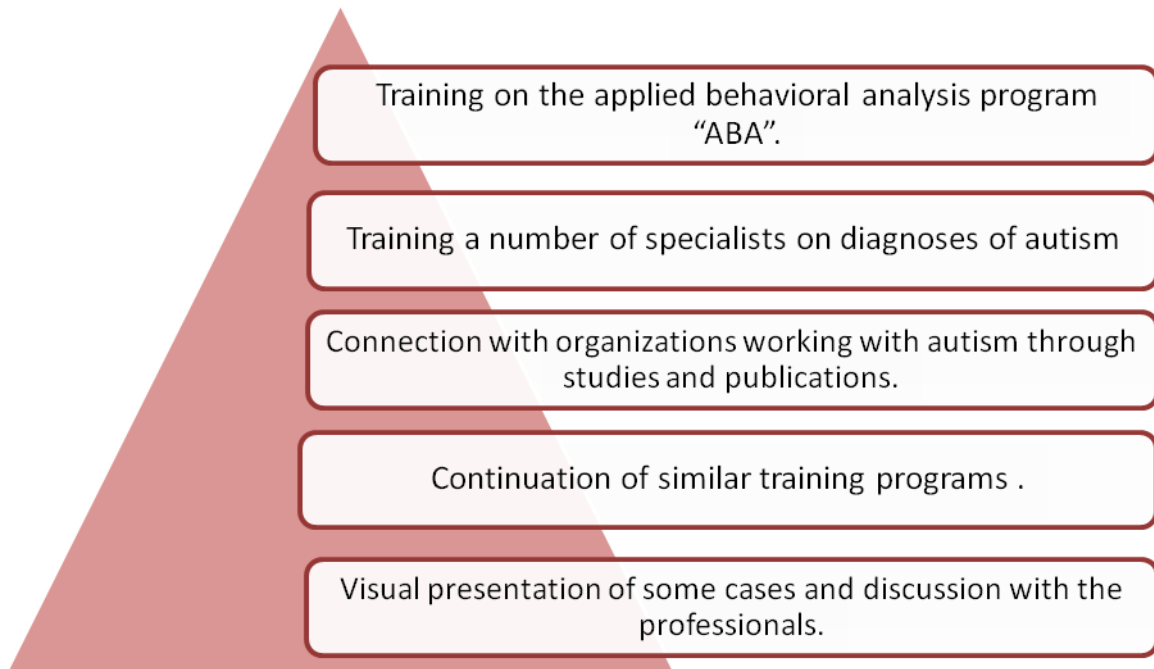 Training on the applied behavioral analysis program
“ABA”.
Training a number of specialists on diagnoses of autism
Connection with organizations working with autism through
studies and publications.
Continuation of similar training programs .
Visual presentation of some cases and discussion with the
professionals.